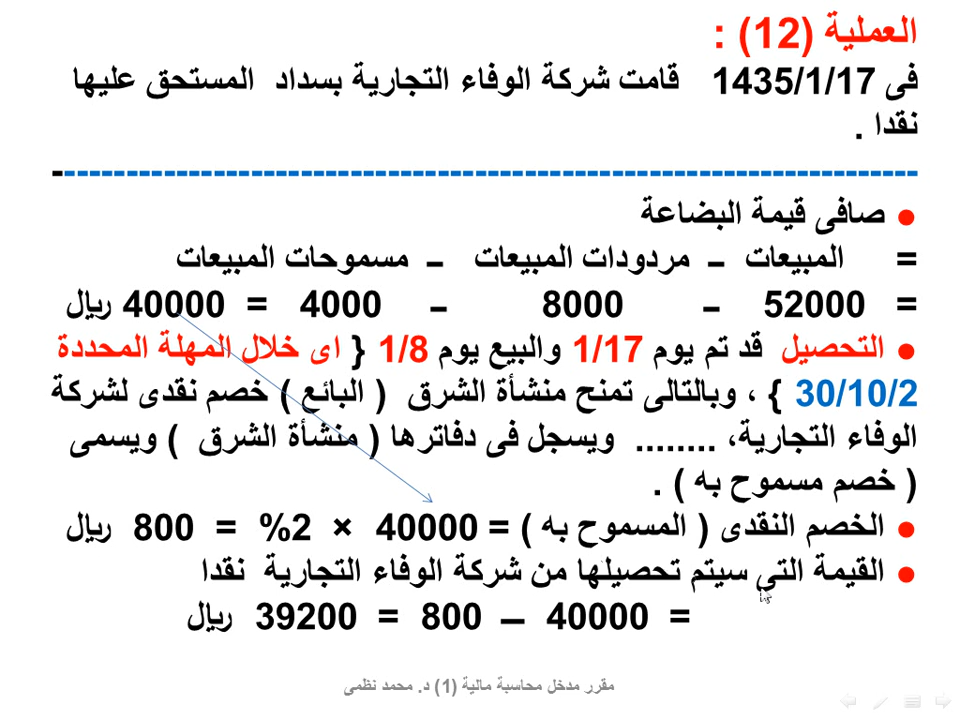 العملية (12) :
فى 1435/1/17 قامت شركة الوفاء التجارية بسداد المستحق عليها
نقدا .
● صافى قيمة البضاعة
= المبيعات – مردودات المبيعات – مسموحات المبيعات
= 52000 – 8000 – 4000 = 40000 ريال
● التحصيل قد تم يوم 1/17 والبيع يوم 1/8 { اى خلال المهلة المحددة
30/10/2 } ، وبالتالى تمنح منشأة الشرق ( البائع ) خصم نقدى لشركة
الوفاء التجارية، ........ ويسجل فى دفاترها ( منشأة الشرق ) ويسمى
( خصم مسموح به ) .
● الخصم النقدى ( المسموح به ) = 40000 × 2% = 800 ريال
● القيمة التي سيتم تحصيلها من شركة الوفاء التجارية نقدا
= 40000 – 800 = 39200 ريال
مقرر مدخل محاسبة مالية (1) د. محمد نظمى